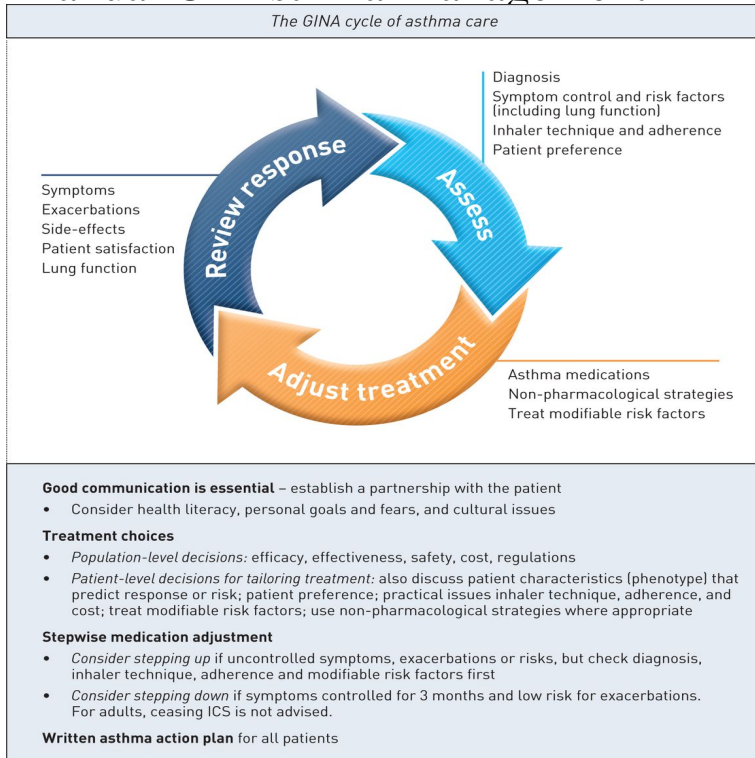 The GINA cycle of asthma care
Diagnosis
Symptom control and risk factors
(including lung function)
Inhaler technique and adherence
Patient preference
Assess
Review response
Symptoms
Exacerbations
Side-effects
Patient satisfaction
Lung function
Adjust treatment
Asthma medications
Non-pharmacological strategies
Treat modifiable risk factors
Good communication is essential – establish a partnership with the patient
• Consider health literacy, personal goals and fears, and cultural issues
Treatment choices
• Population-level decisions: efficacy, effectiveness, safety, cost, regulations
• Patient-level decisions for tailoring treatment: also discuss patient characteristics (phenotype) that
predict response or risk; patient preference; practical issues inhaler technique, adherence, and
cost; treat modifiable risk factors; use non-pharmacological strategies where appropriate
Stepwise medication adjustment
• Consider stepping up if uncontrolled symptoms, exacerbations or risks, but check diagnosis,
inhaler technique, adherence and modifiable risk factors first
• Consider stepping down if symptoms controlled for 3 months and low risk for exacerbations.
For adults, ceasing ICS is not advised.
Written asthma action plan for all patients